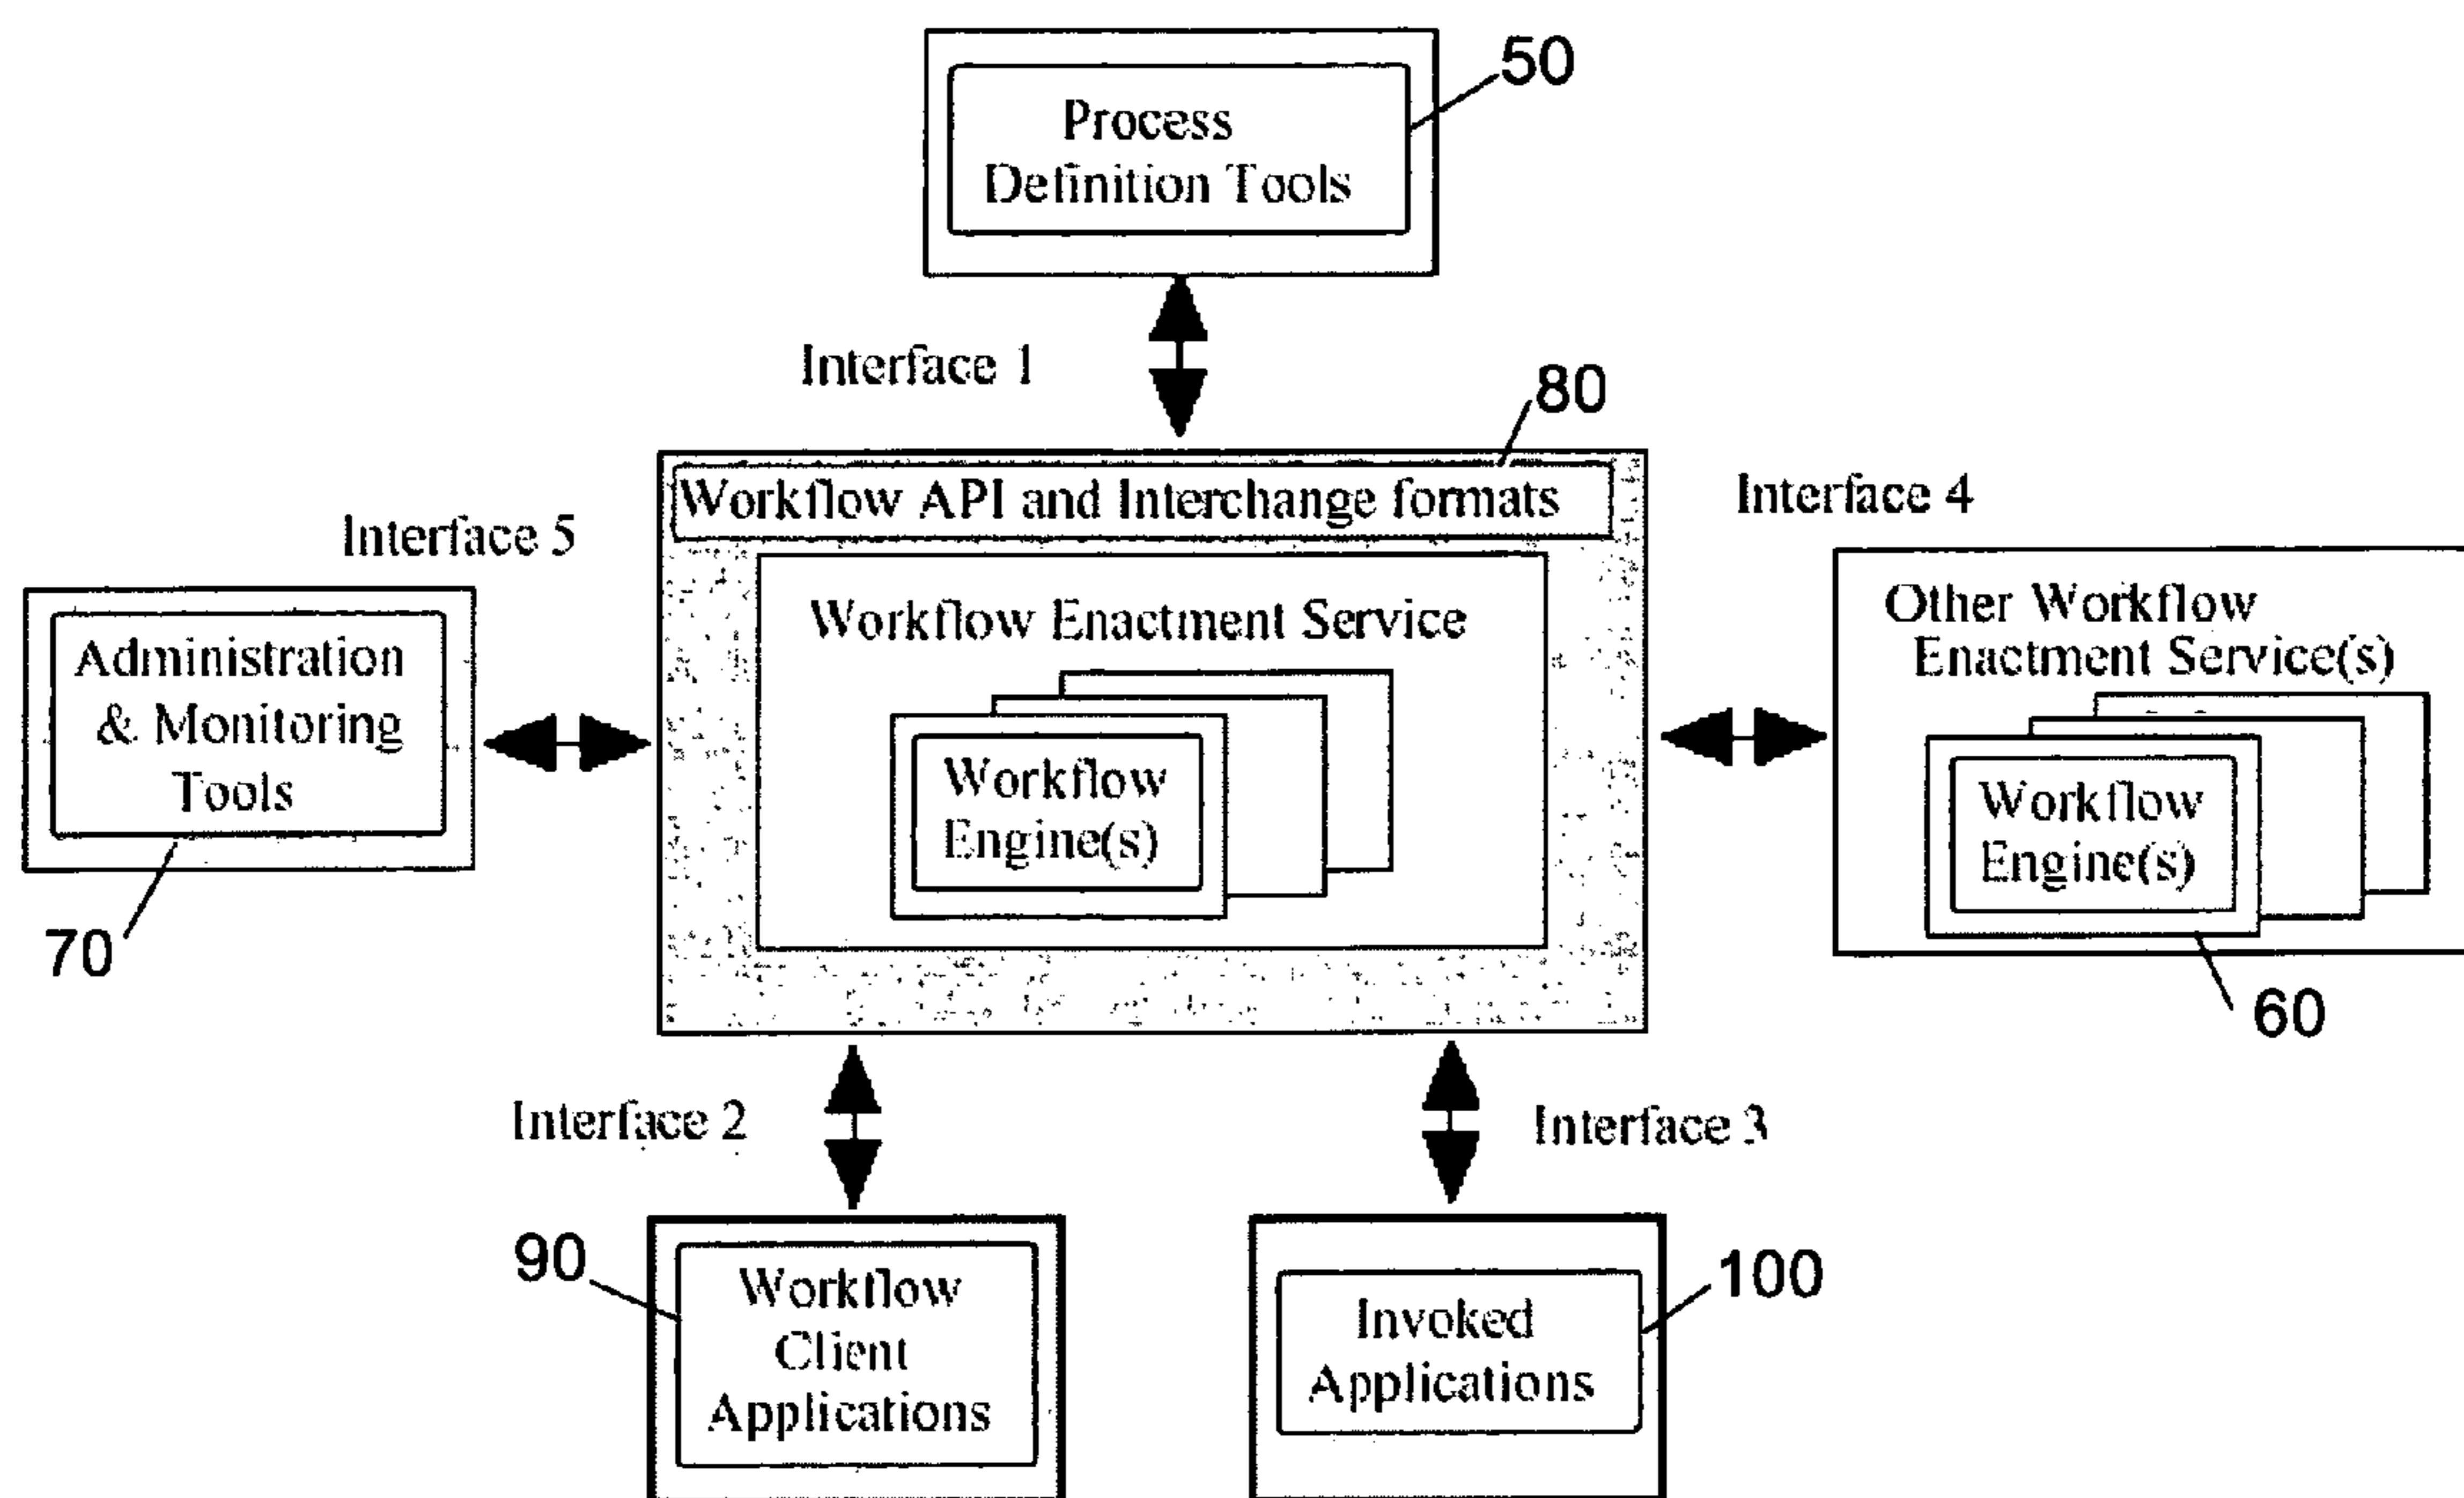 50
Process
Definition Tools
Interface 1
80
Workflow API and Interchange formats
Interface 4
Interface 5
Workflow Enactment Service
Other Workflow
Enactment Service(s)
Administration
& Monitoring
Tools
Workflow
Engine(s)
Workflow
Engine(s)
70
60
Interface 2
Interface 3
90
Workflow
Client
Applications
100
Invoked
Applications